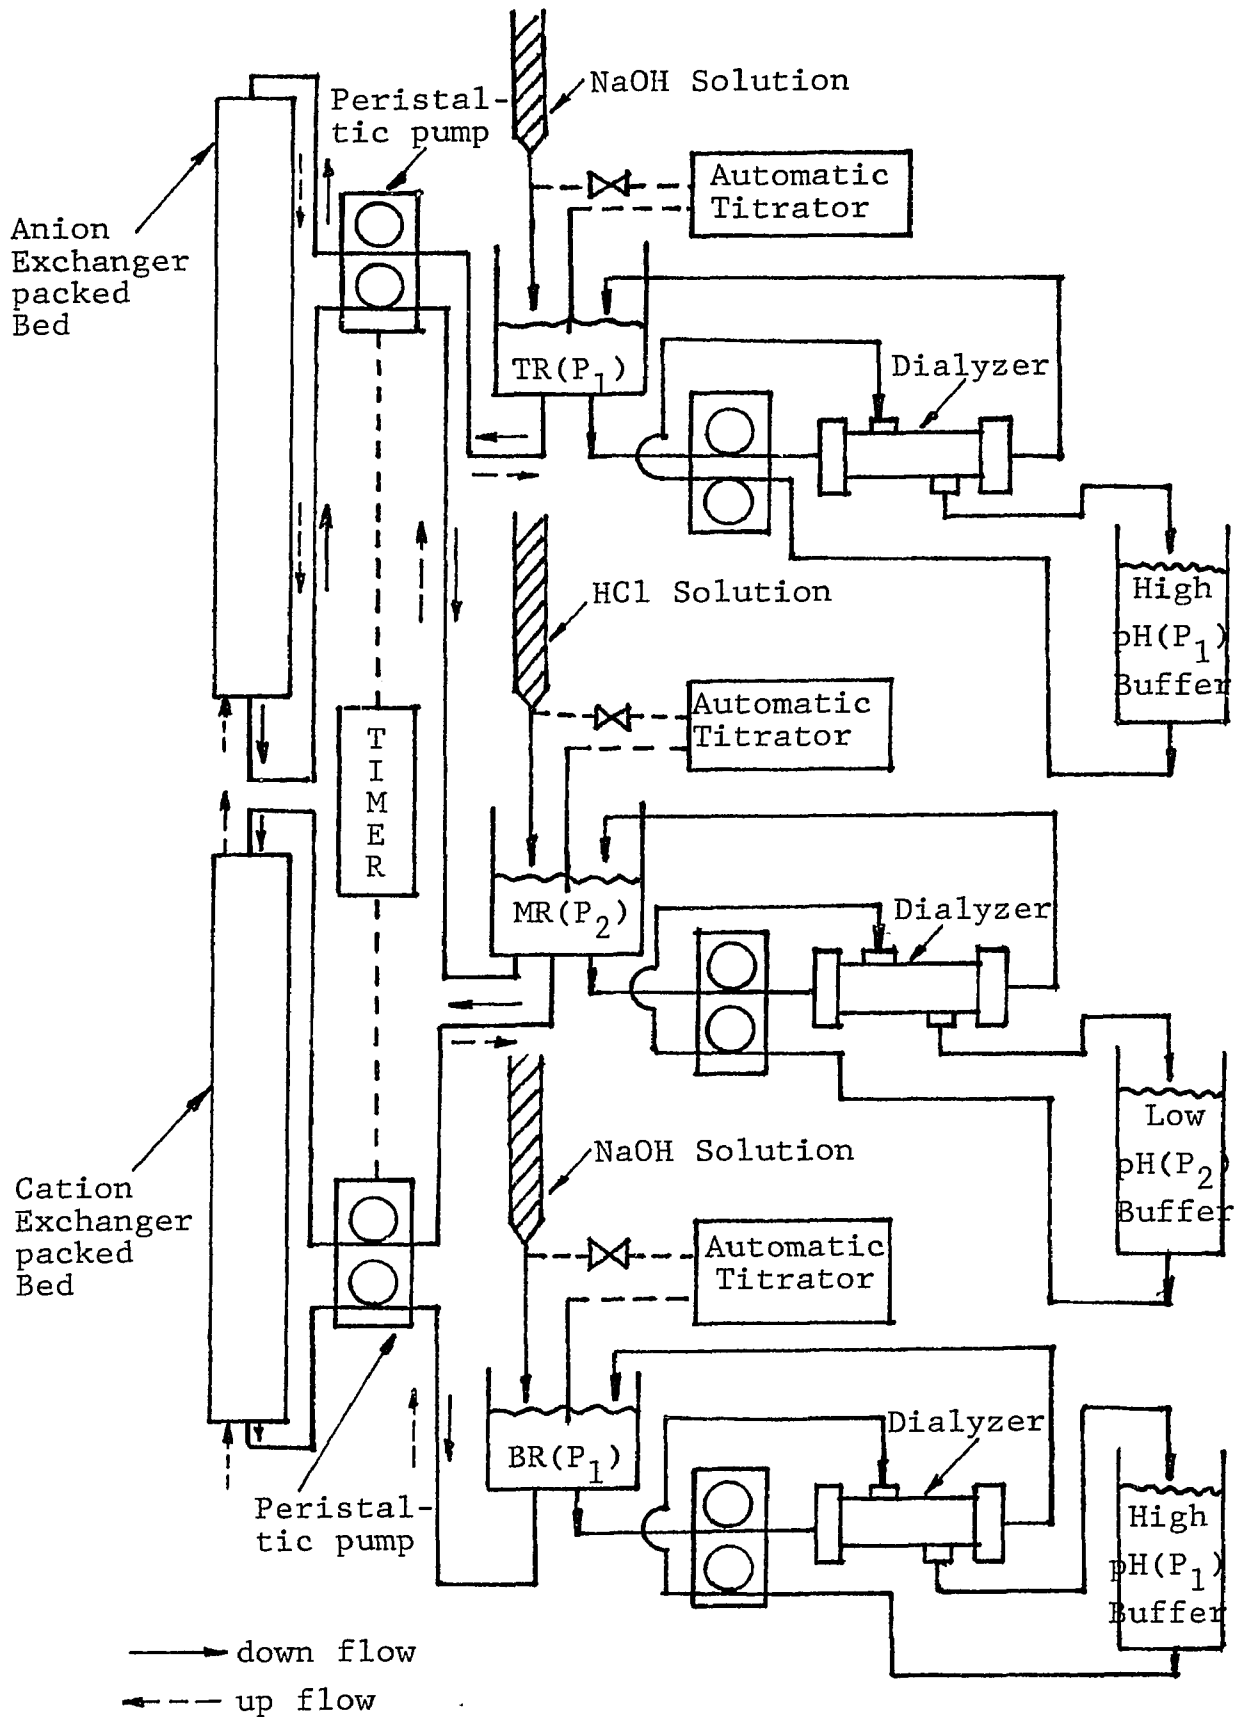 NaOH Solution
Peristal-
tic pump
Automatic
Titrator
Anion
Exchanger
packed
Bed
TR(P1)
Dialyzer
High
pH(P1)
Buffer
HCl Solution
Automatic
Titrator
TIMER
MR(P2)
Dialyzer
Low
pH(P2)
Buffer
NaOH Solution
Cation
Exchanger
packed
Bed
Automatic
Titrator
BR(P1)
Dialyzer
High
pH(P1)
Buffer
Peristal-
tic pump
down flow
up flow